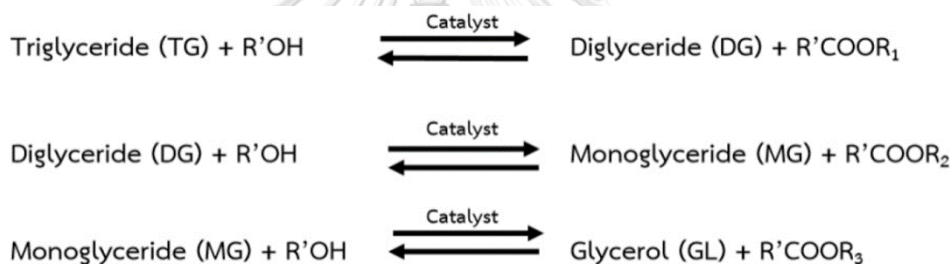 Catalyst
Triglyceride (TG) + R'OH Diglyceride (DG) + R'COOR₁
Catalyst
Diglyceride (DG) + R'OH Monoglyceride (MG) + R'COOR₂
Catalyst
Monoglyceride (MG) + R'OH Glycerol (GL) + R'COOR₃